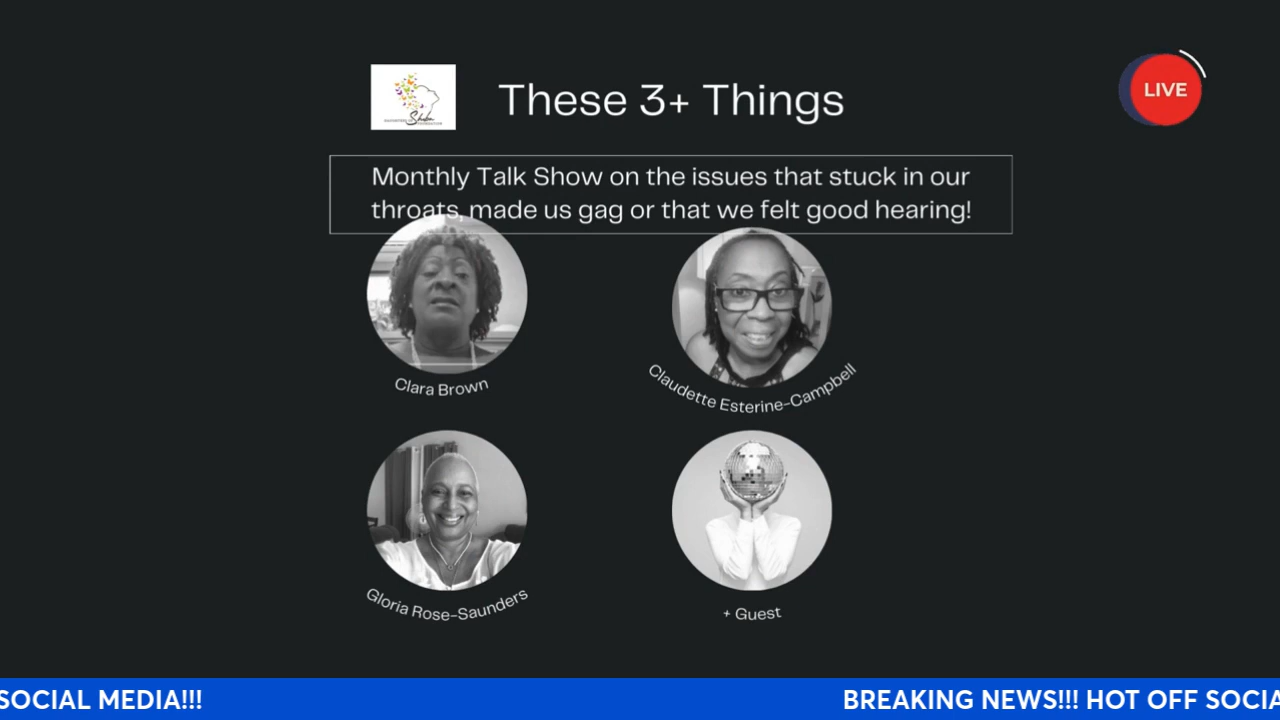 These 3+ Things
LIVE
Sheba
Monthly Talk Show on the issues that stuck in our
throats, made us gag or that we felt good hearing!
Clara Brown
Claudette Esterine-Campbell
Gloria Rose-Saunders
+ Guest
SOCIAL MEDIA!!!
BREAKING NEWS!!! HOT OFF SOCIA